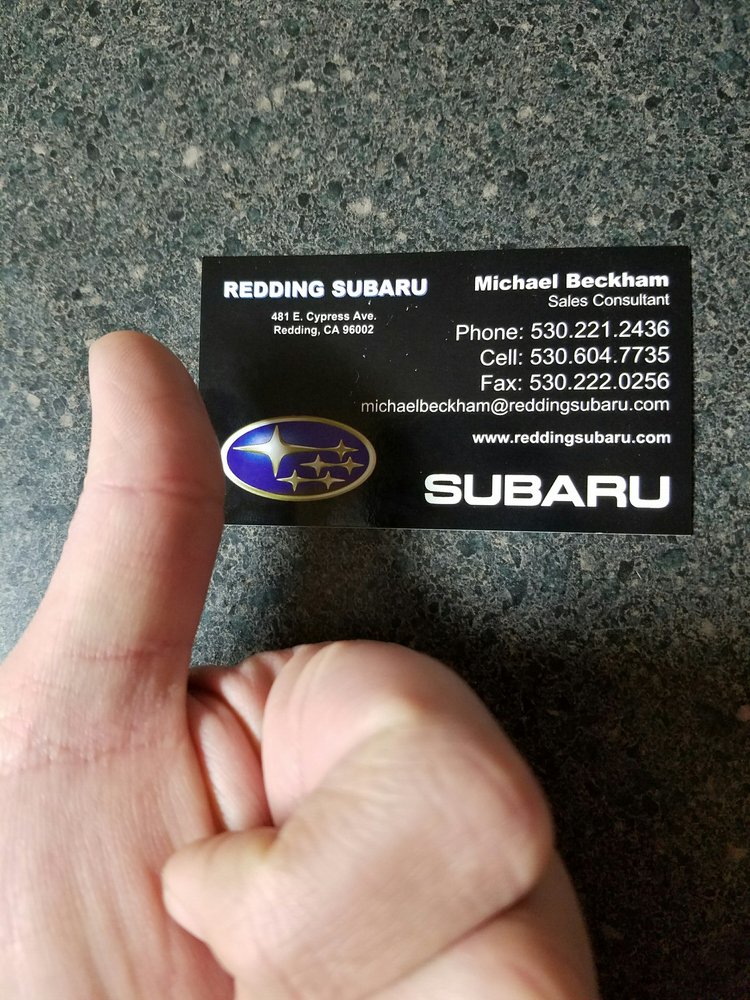 REDDING SUBARU
481 E. Cypress Ave.
Redding, CA 96002
Michael Beckham
Sales Consultant
Phone: 530.221.2436
Cell: 530.604.7735
Fax: 530.222.0256
michaelbeckham@reddingsubaru.com
www.reddingsubaru.com
SUBARU